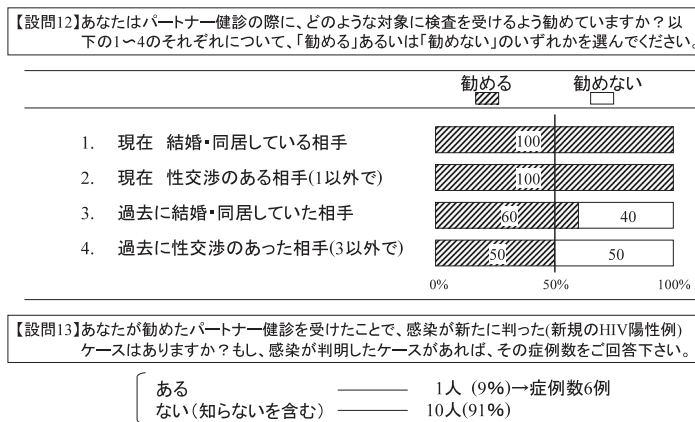 【設問12】あなたはパートナー健診の際に、どのような対象に検査を受けるよう勧めていますか？以
下の1〜4のそれぞれについて、「勧める」あるいは「勧めない」のいずれかを選んでください。
勧める 勧めない
1. 現在 結婚・同居している相手 100
2. 現在 性交渉のある相手(1以外で) 100
3. 過去に結婚・同居していた相手 60 40
4. 過去に性交渉のあった相手(3以外で) 50 50
0% 50% 100%
【設問13】あなたが勧めたパートナー健診を受けたことで、感染が新たに判った(新規のHIV陽性例)
ケースはありますか？もし、感染が判明したケースがあれば、その症例数をご回答下さい。
ある 1人 (9%)→症例数6例
ない（知らないを含む） 10人(91%)